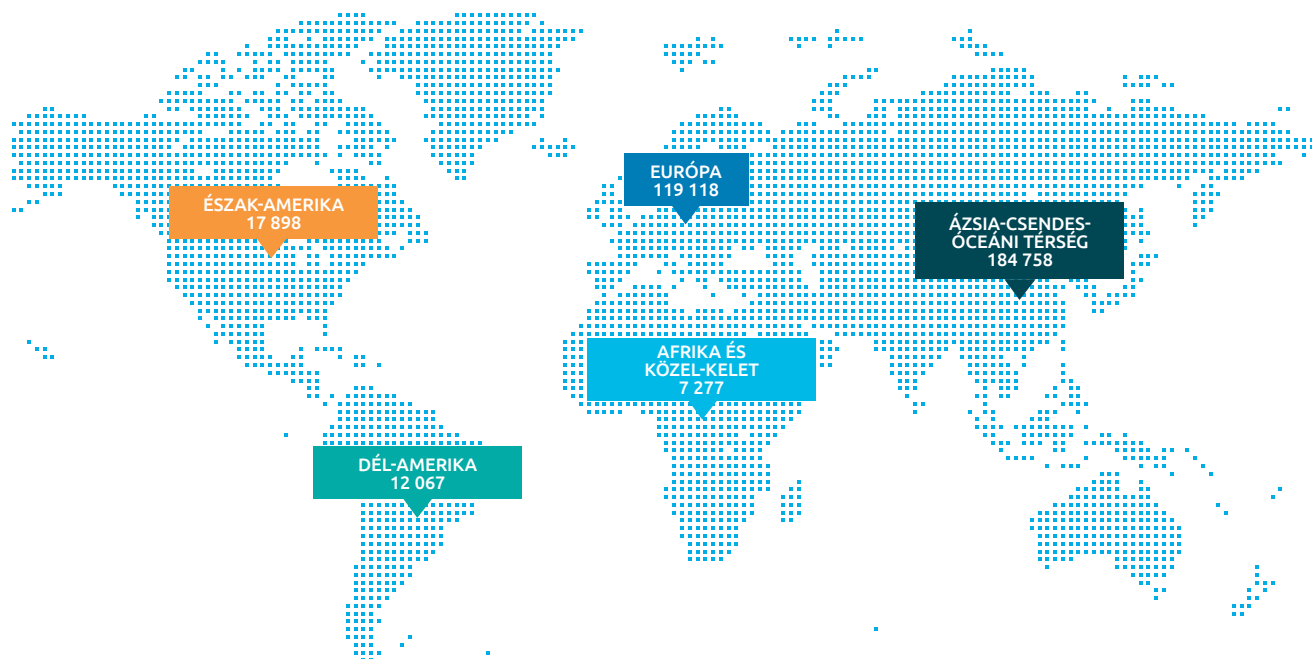 EURÓPA
119 118
ÉSZAK-AMERIKA
17 898
ÁZSIA-CSENDES-
ÓCEÁNI TÉRSÉG
184 758
AFRIKA ÉS
KÖZEL-KELET
7 277
DÉL-AMERIKA
12 067